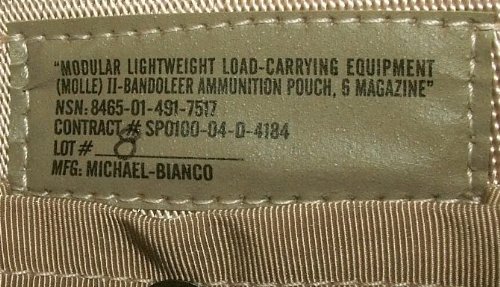 "MODULAR LIGHTWEIGHT LOAD-CARRYING EQUIPMENT
(MOLLE) II-BANDOLEER AMMUNITION POUCH, 6 MAGAZINE"
NSN: 8465-01-491-7517
CONTRACT # SPO100-04-D-4184
LOT # 8
MFG: MICHAEL-BIANCO